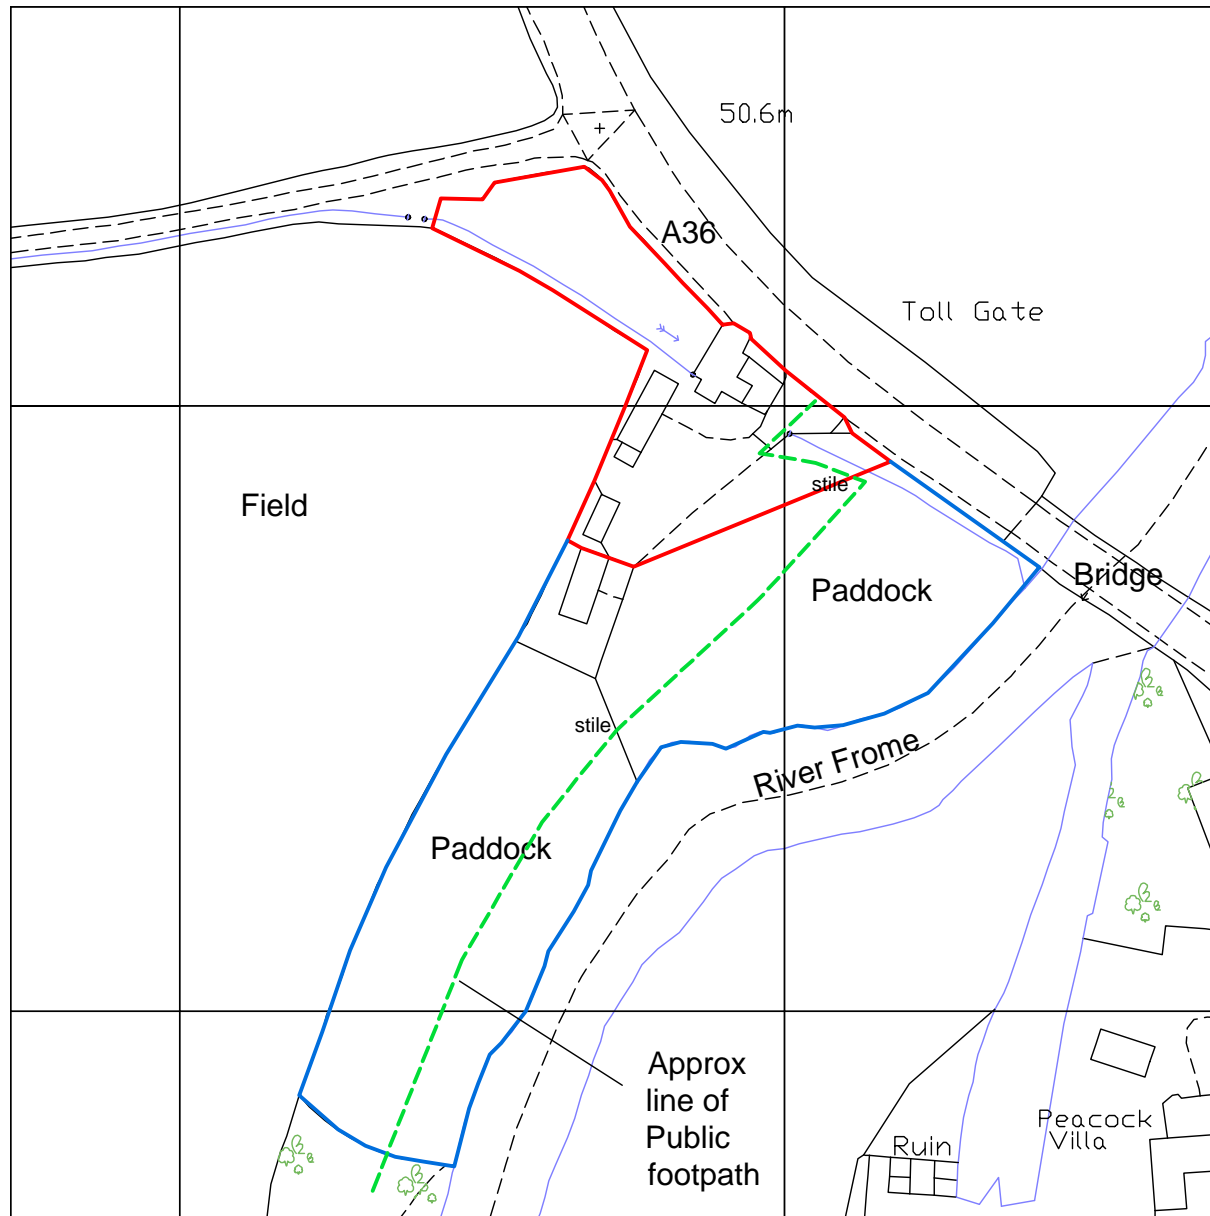 50.6m
A36
Toll Gate
Field
stile
Bridge
Paddock
stile
River Frome
Paddock
Approx
line of
Public
footpath
Peacock
Villa
Ruin